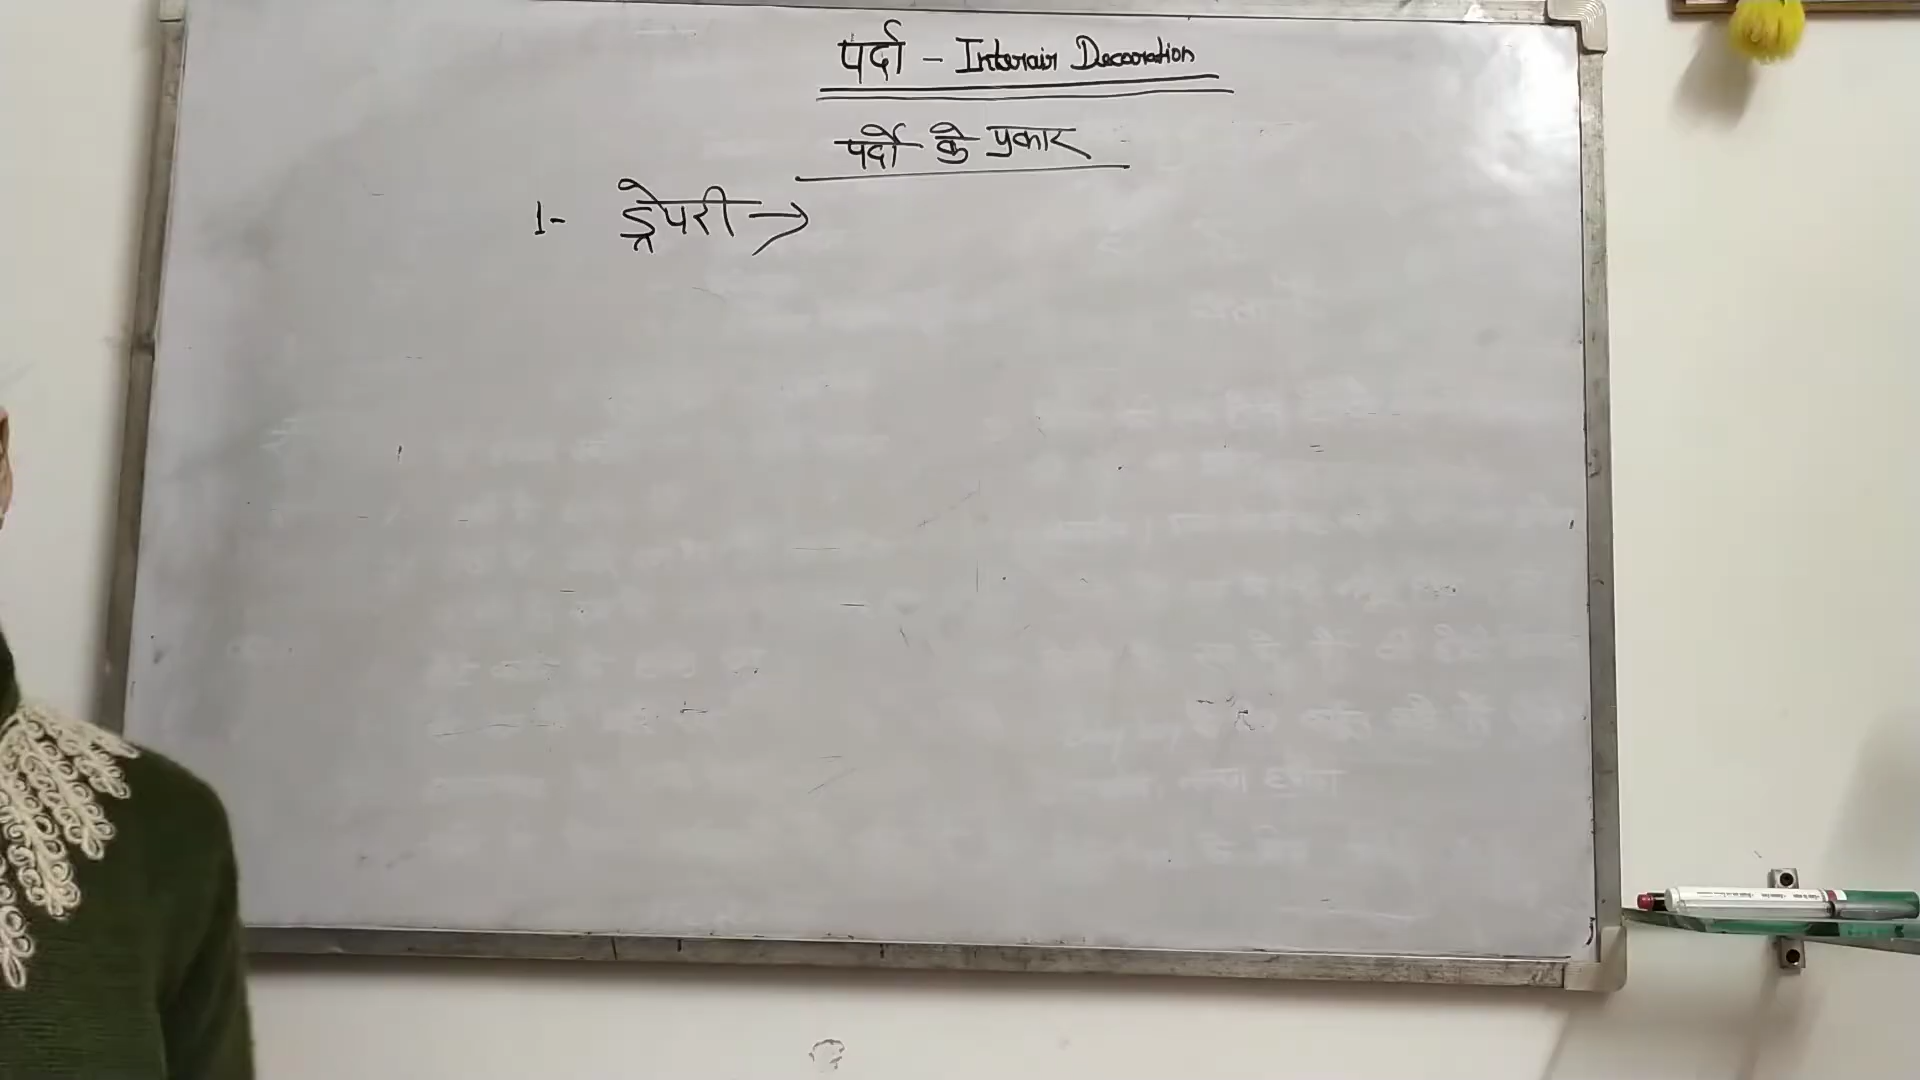 पर्दा - Interair Decoration
पर्दो के प्रकार
1- ड्रेपरी →